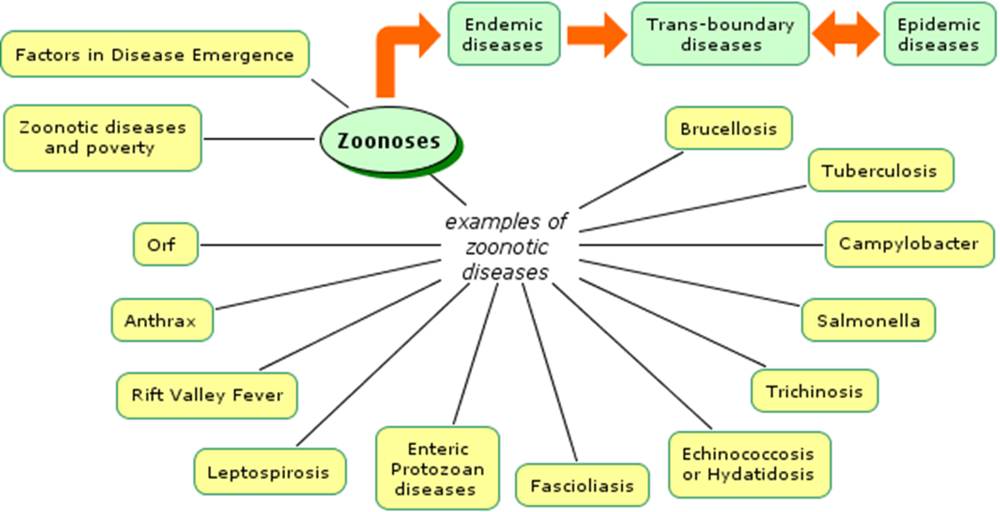 Endemic
diseases
Trans-boundary
diseases
Epidemic
diseases
Factors in Disease Emergence
Zoonotic diseases
and poverty
Zoonoses
Brucellosis
Tuberculosis
examples of
zoonotic
diseases
Orf
Campylobacter
Anthrax
Salmonella
Rift Valley Fever
Trichinosis
Leptospirosis
Enteric
Protozoan
diseases
Fascioliasis
Echinococcosis
or Hydatidosis